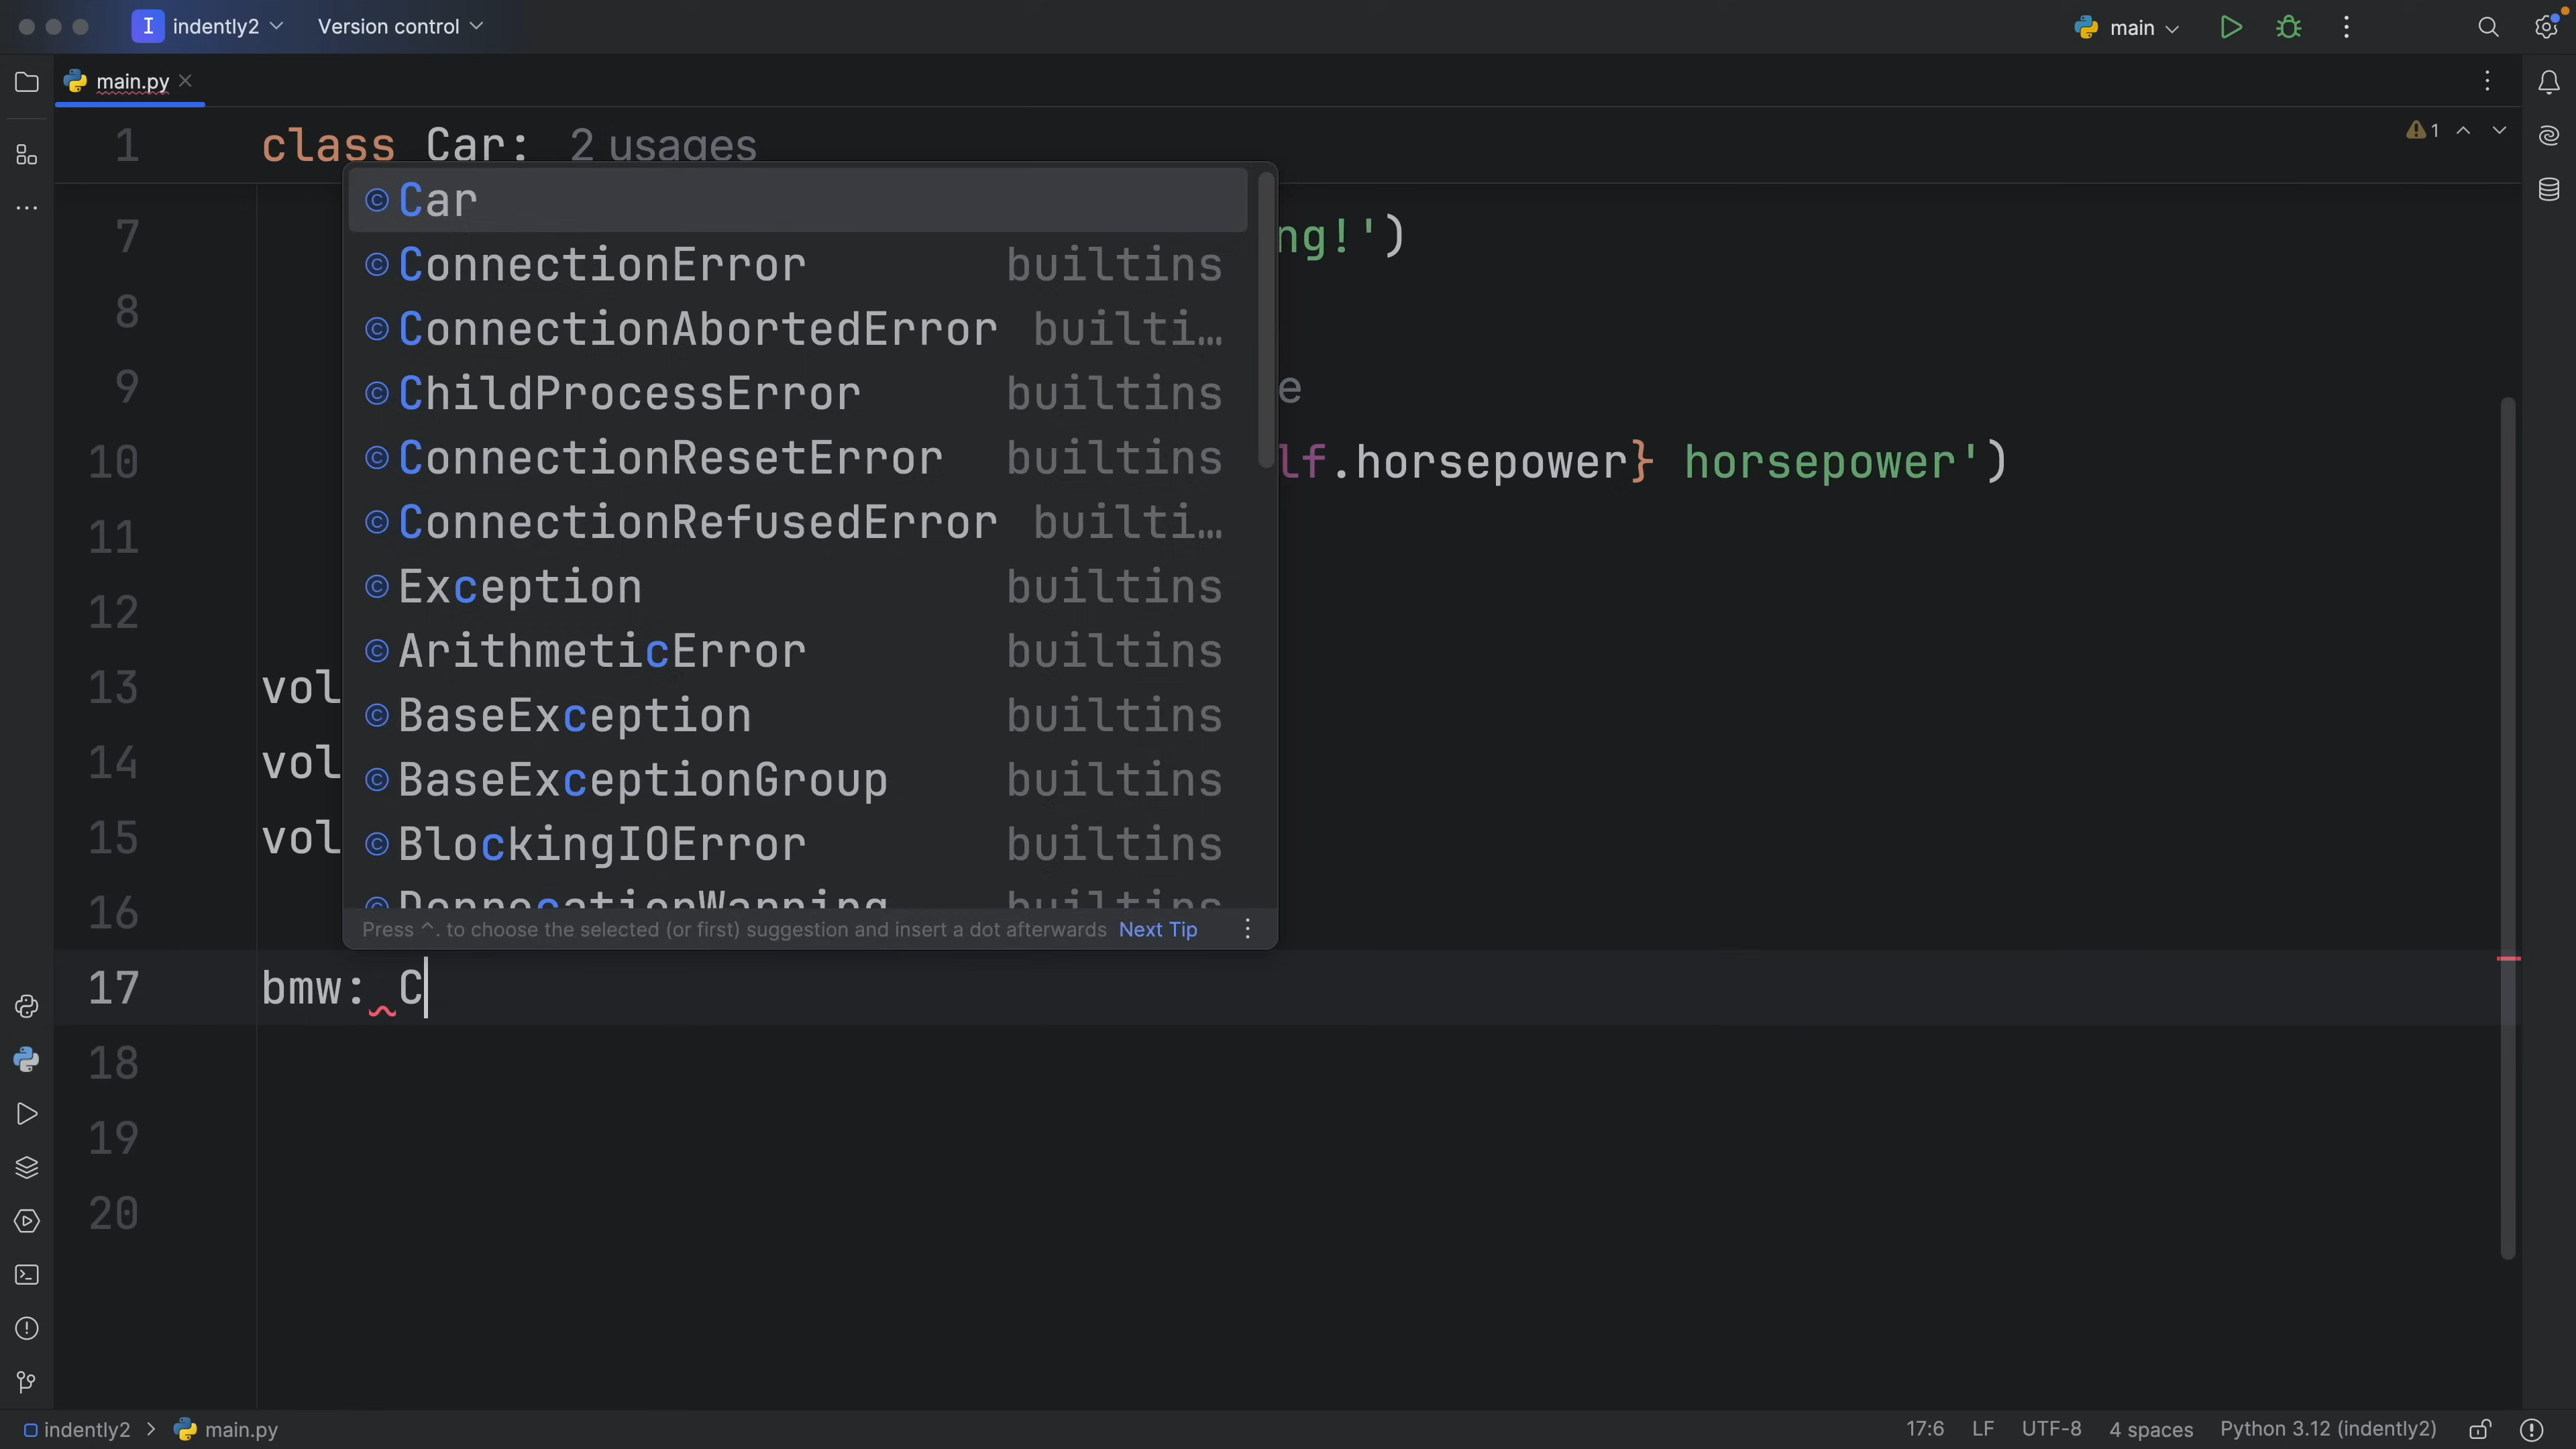 I indently2 Version control main
main.py
1 class Car: 2 usages
1
Car
7 ng!')
ConnectionError builtins
8
ConnectionAbortedError builti…
9 e
ChildProcessError builtins
10 lf.horsepower} horsepower')
ConnectionResetError builtins
11
ConnectionRefusedError builti…
12
Exception builtins
ArithmeticError builtins
13 vol
BaseException builtins
14 vol
BaseExceptionGroup builtins
15 vol
BlockingIOError builtins
16
DeprecationWarning builtins
Press ^. to choose the selected (or first) suggestion and insert a dot afterwards Next Tip
17 bmw: C
18
19
20
indently2 > main.py 17:6 LF UTF-8 4 spaces Python 3.12 (indently2)